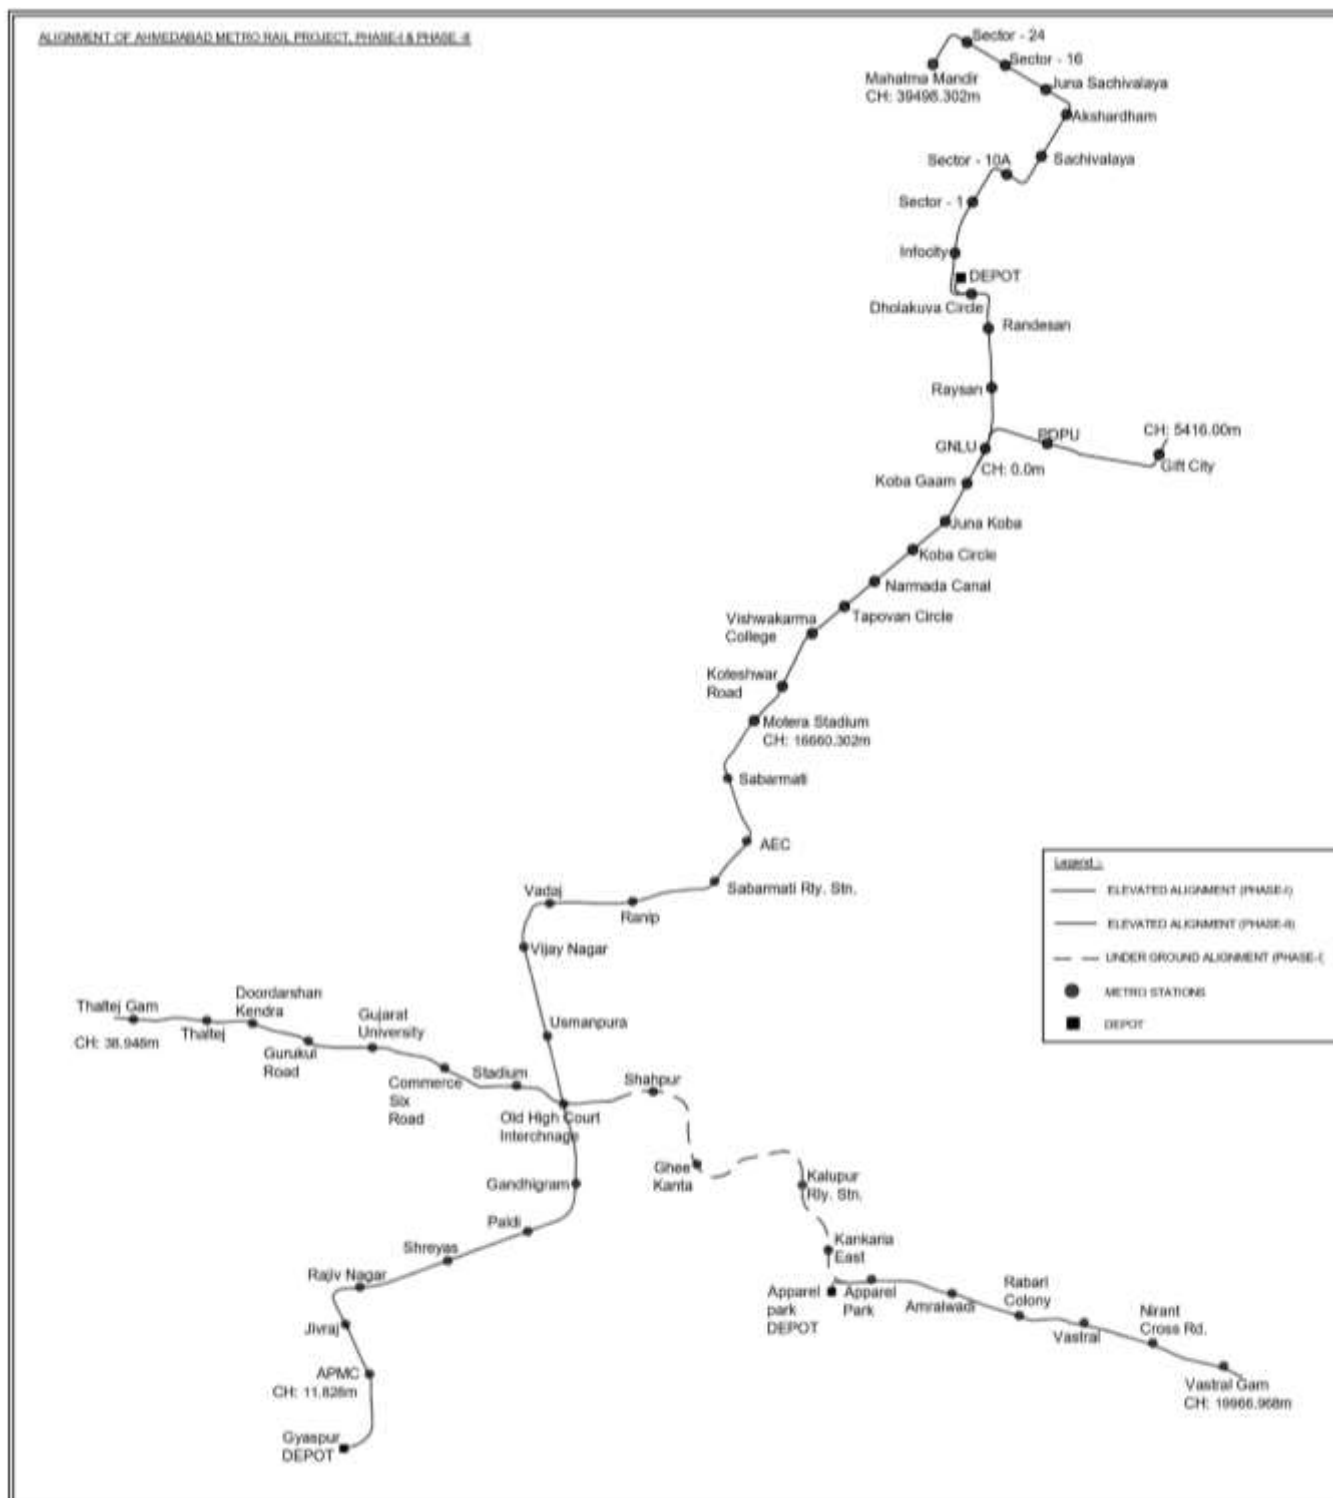 ALIGNMENT OF AHMEDABAD METRO RAIL PROJECT, PHASE-I & PHASE -II
Sector - 24
Sector - 16
Mahatma Mandir
CH: 39498.302m
Juna Sachivalaya
Akshardham
Sector - 10A
Sachivalaya
Sector - 1
Infocity
DEPOT
Dholakuva Circle
Randesan
Raysan
PDPU
CH: 5416.00m
GNLU
Gift City
CH: 0.0m
Koba Gaam
Juna Koba
Koba Circle
Narmada Canal
Tapovan Circle
Vishwakarma
College
Koteshwar
Road
Motera Stadium
CH: 16660.302m
Sabarmati
AEC
Sabarmati Rly. Stn.
Vadaj
Ranip
Vijay Nagar
Usmanpura
Thaltej Gam
CH: 38.948m
Thaltej
Doordarshan
Kendra
Gurukul
Road
Gujarat
University
Commerce
Six
Road
Stadium
Old High Court
Interchnage
Shahpur
Ghee
Kanta
Kalupur
Rly. Stn.
Kankaria
East
Gandhigram
Paldi
Shreyas
Rajiv Nagar
Jivraj
APMC
CH: 11.828m
Gyaspur
DEPOT
Apparel
park
DEPOT
Apparel
Park
Amraiwadi
Rabari
Colony
Vastral
Nirant
Cross Rd.
Vastral Gam
CH: 19966.968m
Legend :-
ELEVATED ALIGNMENT (PHASE-I)
ELEVATED ALIGNMENT (PHASE-II)
UNDER GROUND ALIGNMENT (PHASE-I)
METRO STATIONS
DEPOT